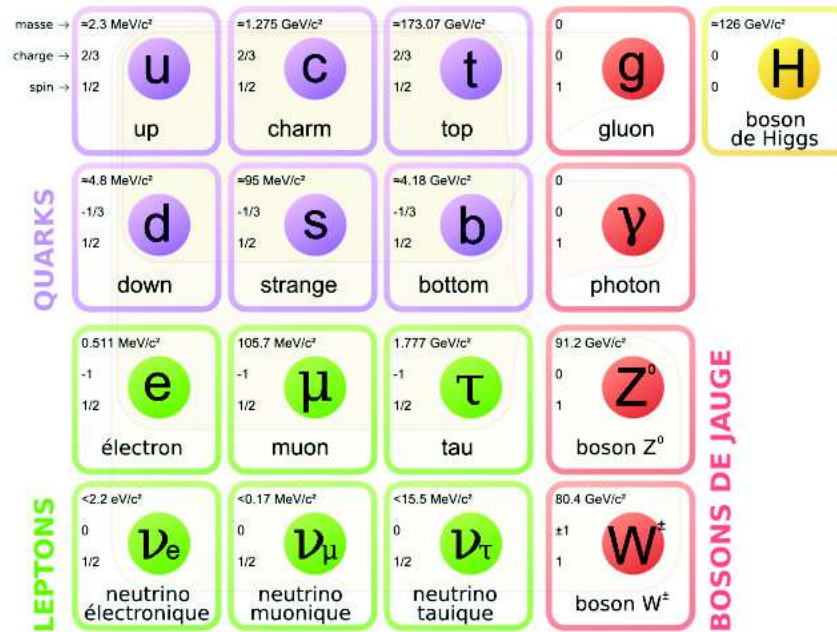 masse → ≈2.3 MeV/c²
charge → 2/3
spin → 1/2
u
up
≈1.275 GeV/c²
2/3
1/2
c
charm
≈173.07 GeV/c²
2/3
1/2
t
top
0
0
1
g
gluon
≈126 GeV/c²
0
0
H
boson
de Higgs
QUARKS
≈4.8 MeV/c²
-1/3
1/2
d
down
≈95 MeV/c²
-1/3
1/2
s
strange
≈4.18 GeV/c²
-1/3
1/2
b
bottom
0
0
1
γ
photon
LEPTONS
0.511 MeV/c²
-1
1/2
e
électron
105.7 MeV/c²
-1
1/2
μ
muon
1.777 GeV/c²
-1
1/2
τ
tau
91.2 GeV/c²
0
1
Z⁰
boson Z⁰
<2.2 eV/c²
0
1/2
νe
neutrino
électronique
<0.17 MeV/c²
0
1/2
νμ
neutrino
muonique
<15.5 MeV/c²
0
1/2
ντ
neutrino
tauique
80.4 GeV/c²
±1
1
W±
boson W±
BOSONS DE JAUGE